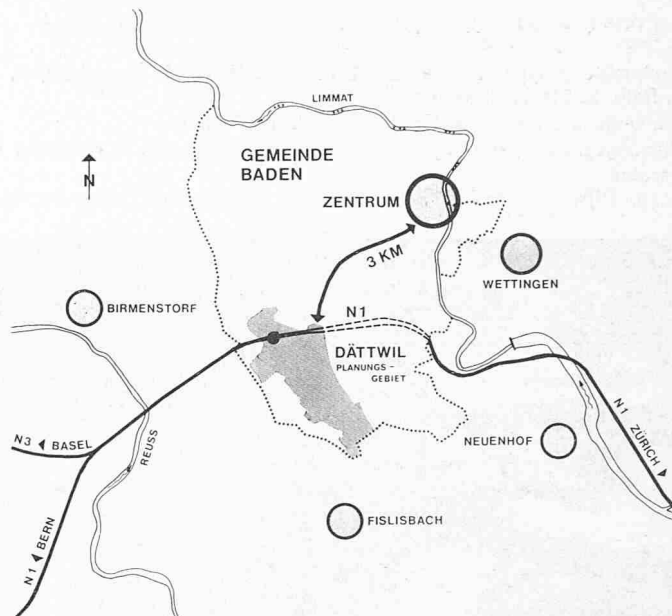 LIMMAT
GEMEINDE
BADEN
N
ZENTRUM
3 KM
WETTINGEN
BIRMENSTORF
N1
DÄTTWIL
PLANUNGS-
GEBIET
N3 BASEL
REUSS
NEUENHOF
N1 ZÜRICH
FISLISBACH
N1 BERN